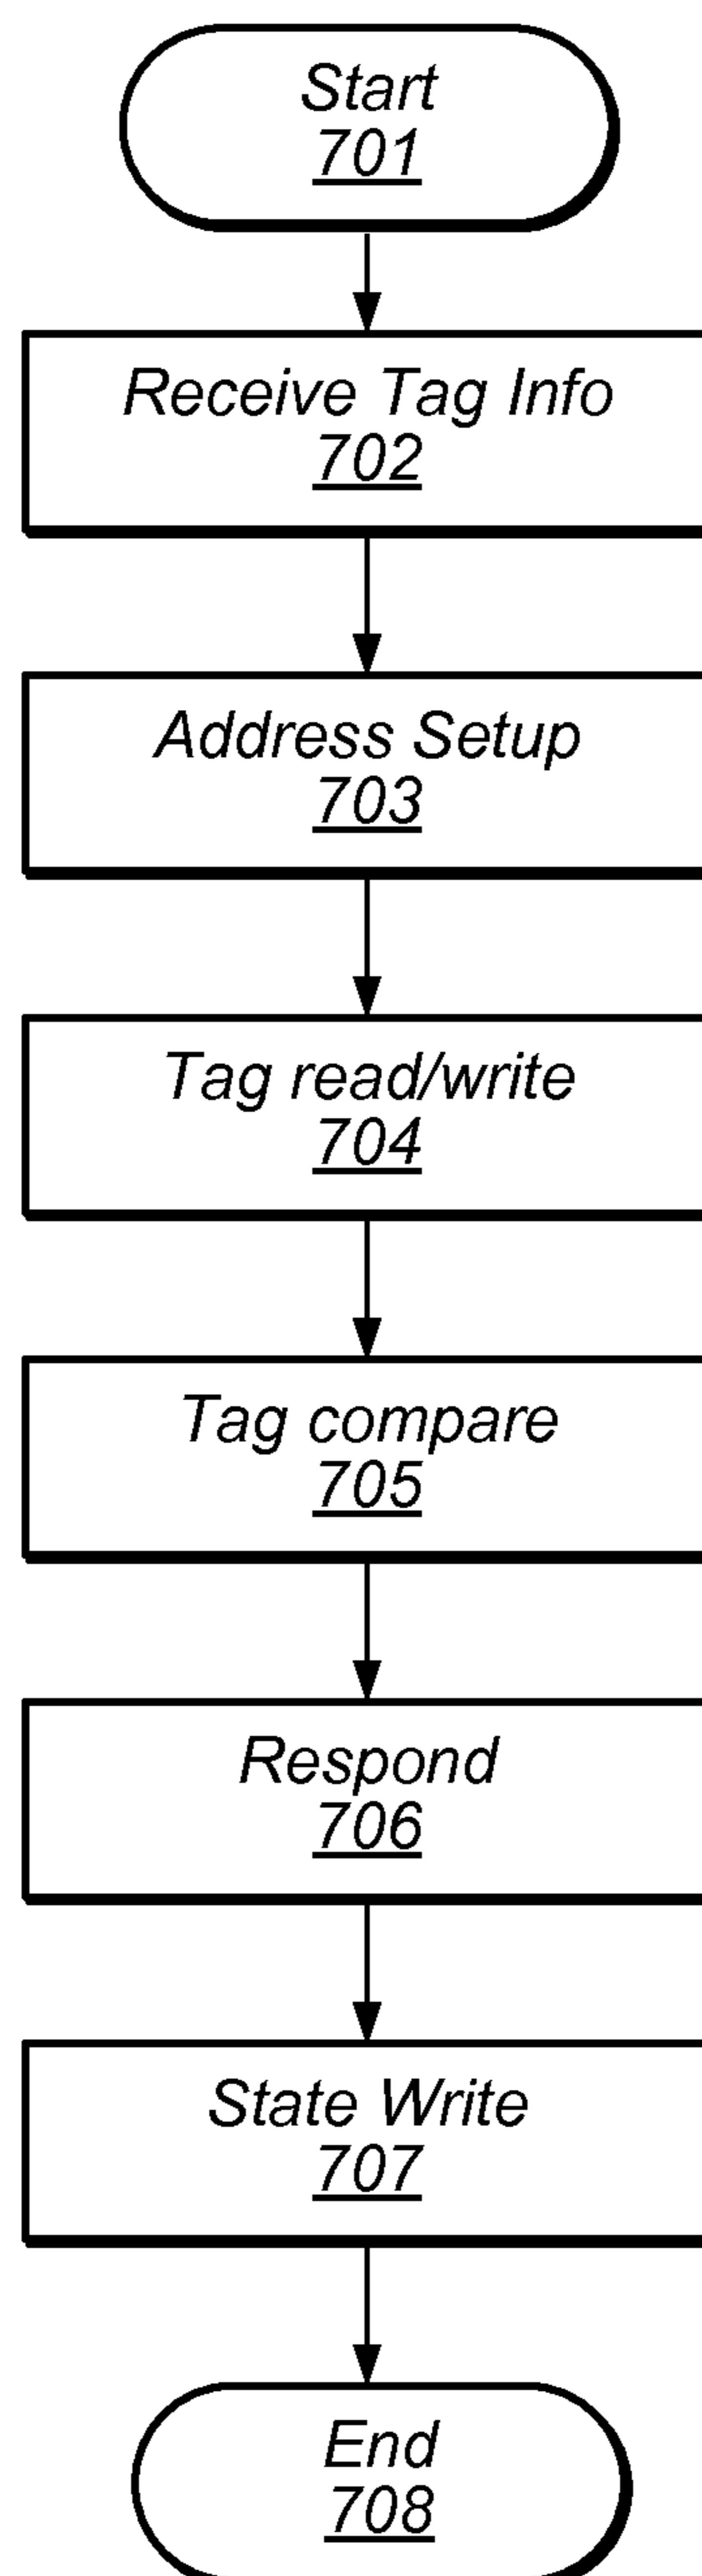 Start
701
Receive Tag Info
702
Address Setup
703
Tag read/write
704
Tag compare
705
Respond
706
State Write
707
End
708